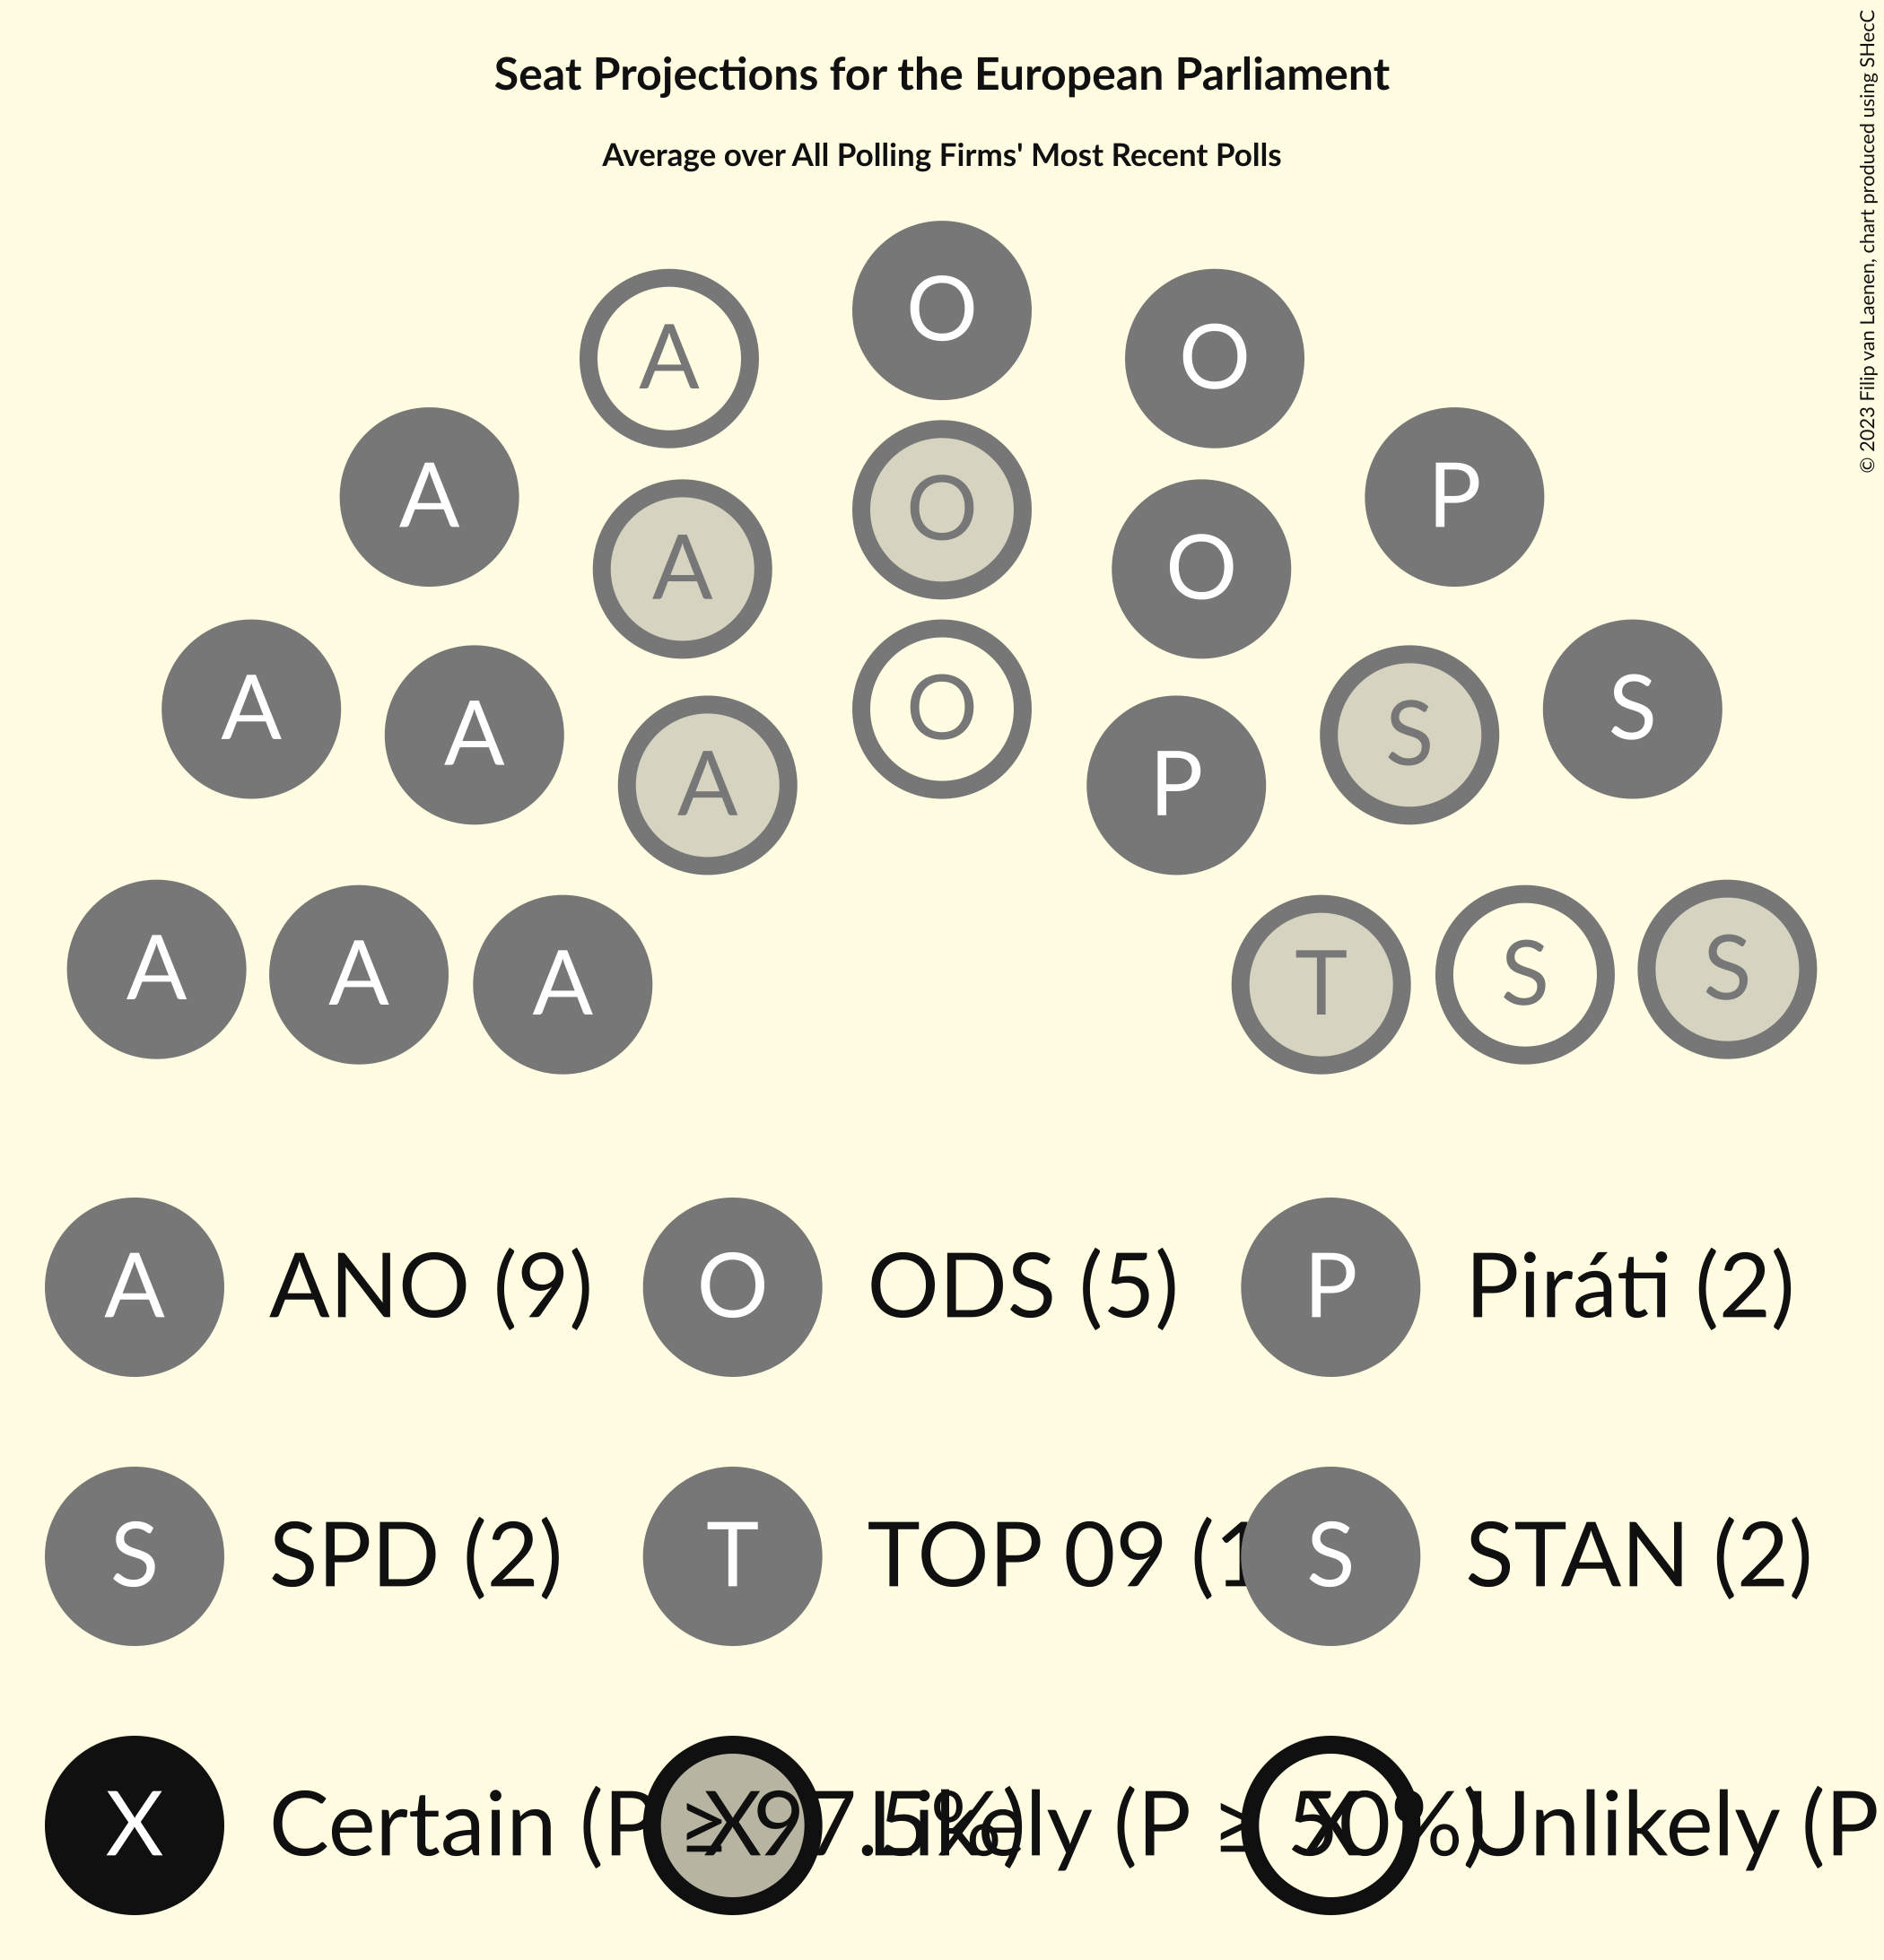 Seat Projections for the European Parliament
Average over All Polling Firms' Most Recent Polls
© 2023 Filip van Laenen, chart produced using SHecC
O
A O
A P
O
A O
A S
O
A S
A P
A S
A S
A T
A ANO (9) O ODS (5) P Piráti (2)
S SPD (2) T TOP 09 (1 S STAN (2)
X Certain (P ≥ 97.5%) X Likely (P ≥ 50%) X Unlikely (P